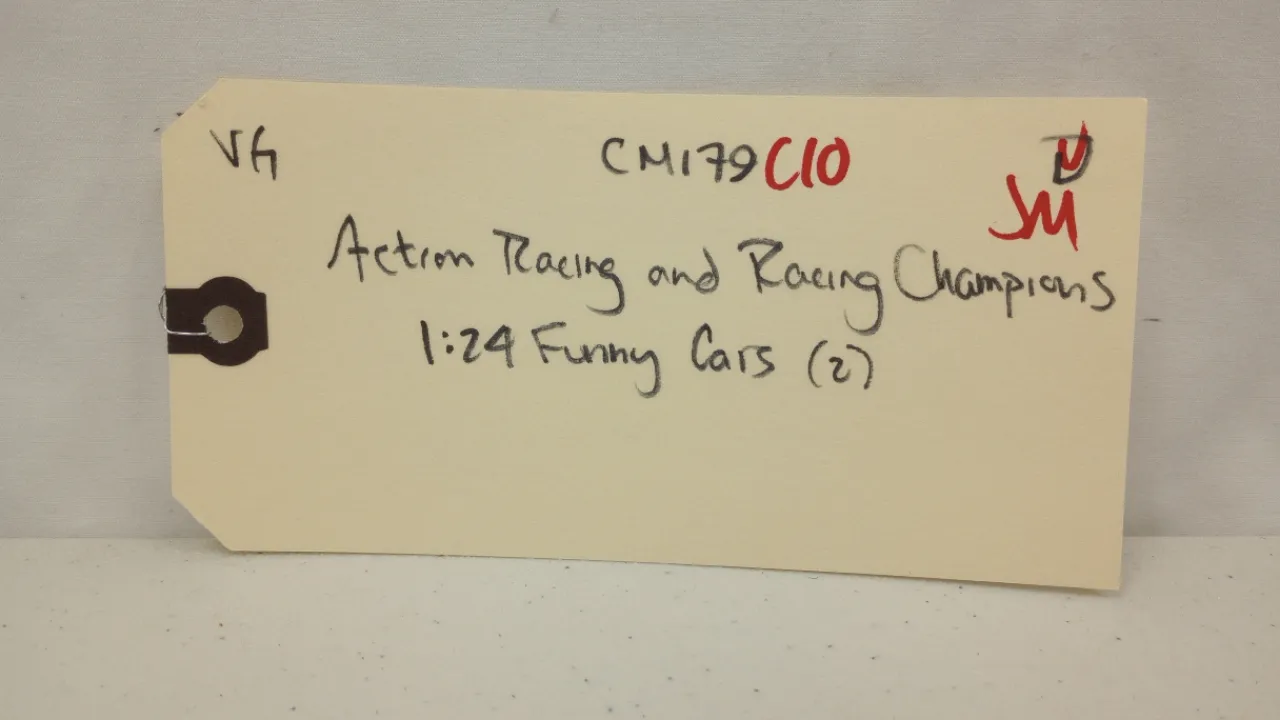 VG CM179C10 D
JM
Action Racing and Racing Champions
1:24 Funny Cars (2)